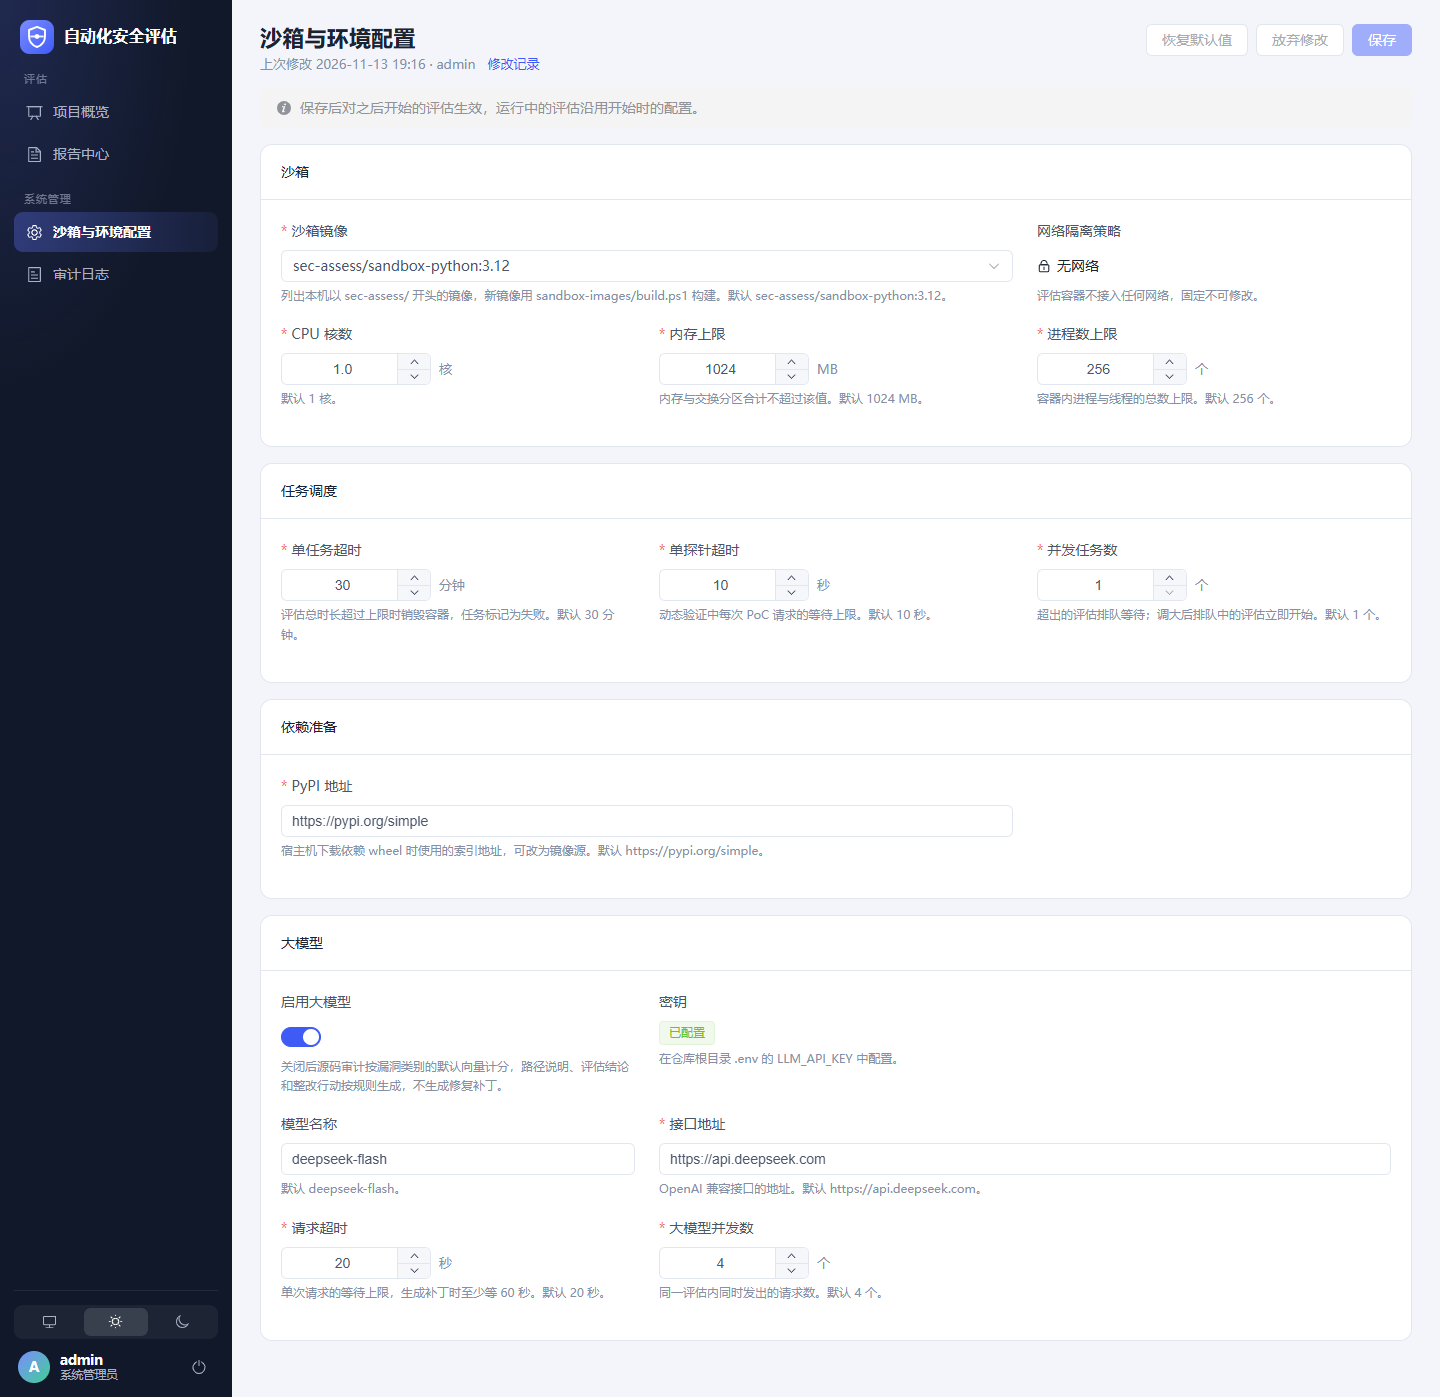 自动化安全评估
评估
项目概览
报告中心
系统管理
沙箱与环境配置
审计日志
A
admin
系统管理员
沙箱与环境配置
上次修改 2026-11-13 19:16 · admin 修改记录
恢复默认值 放弃修改 保存
保存后对之后开始的评估生效，运行中的评估沿用开始时的配置。
沙箱
* 沙箱镜像
sec-assess/sandbox-python:3.12
列出本机以 sec-assess/ 开头的镜像，新镜像用 sandbox-images/build.ps1 构建。默认 sec-assess/sandbox-python:3.12。
网络隔离策略
无网络
评估容器不接入任何网络，固定不可修改。
* CPU 核数
1.0 核
默认 1 核。
* 内存上限
1024 MB
内存与交换分区合计不超过该值。默认 1024 MB。
* 进程数上限
256 个
容器内进程与线程的总数上限。默认 256 个。
任务调度
* 单任务超时
30 分钟
评估总时长超过上限时销毁容器，任务标记为失败。默认 30 分
钟。
* 单探针超时
10 秒
动态验证中每次 PoC 请求的等待上限。默认 10 秒。
* 并发任务数
1 个
超出的评估排队等待；调大后排队中的评估立即开始。默认 1 个。
依赖准备
* PyPI 地址
https://pypi.org/simple
宿主机下载依赖 wheel 时使用的索引地址，可改为镜像源。默认 https://pypi.org/simple。
大模型
启用大模型
关闭后源码审计按漏洞类别的默认向量计分，路径说明、评估结论
和整改行动按规则生成，不生成修复补丁。
密钥
已配置
在仓库根目录 .env 的 LLM_API_KEY 中配置。
模型名称
deepseek-flash
默认 deepseek-flash。
* 接口地址
https://api.deepseek.com
OpenAI 兼容接口的地址。默认 https://api.deepseek.com。
* 请求超时
20 秒
单次请求的等待上限，生成补丁时至少等 60 秒。默认 20 秒。
* 大模型并发数
4 个
同一评估内同时发出的请求数。默认 4 个。